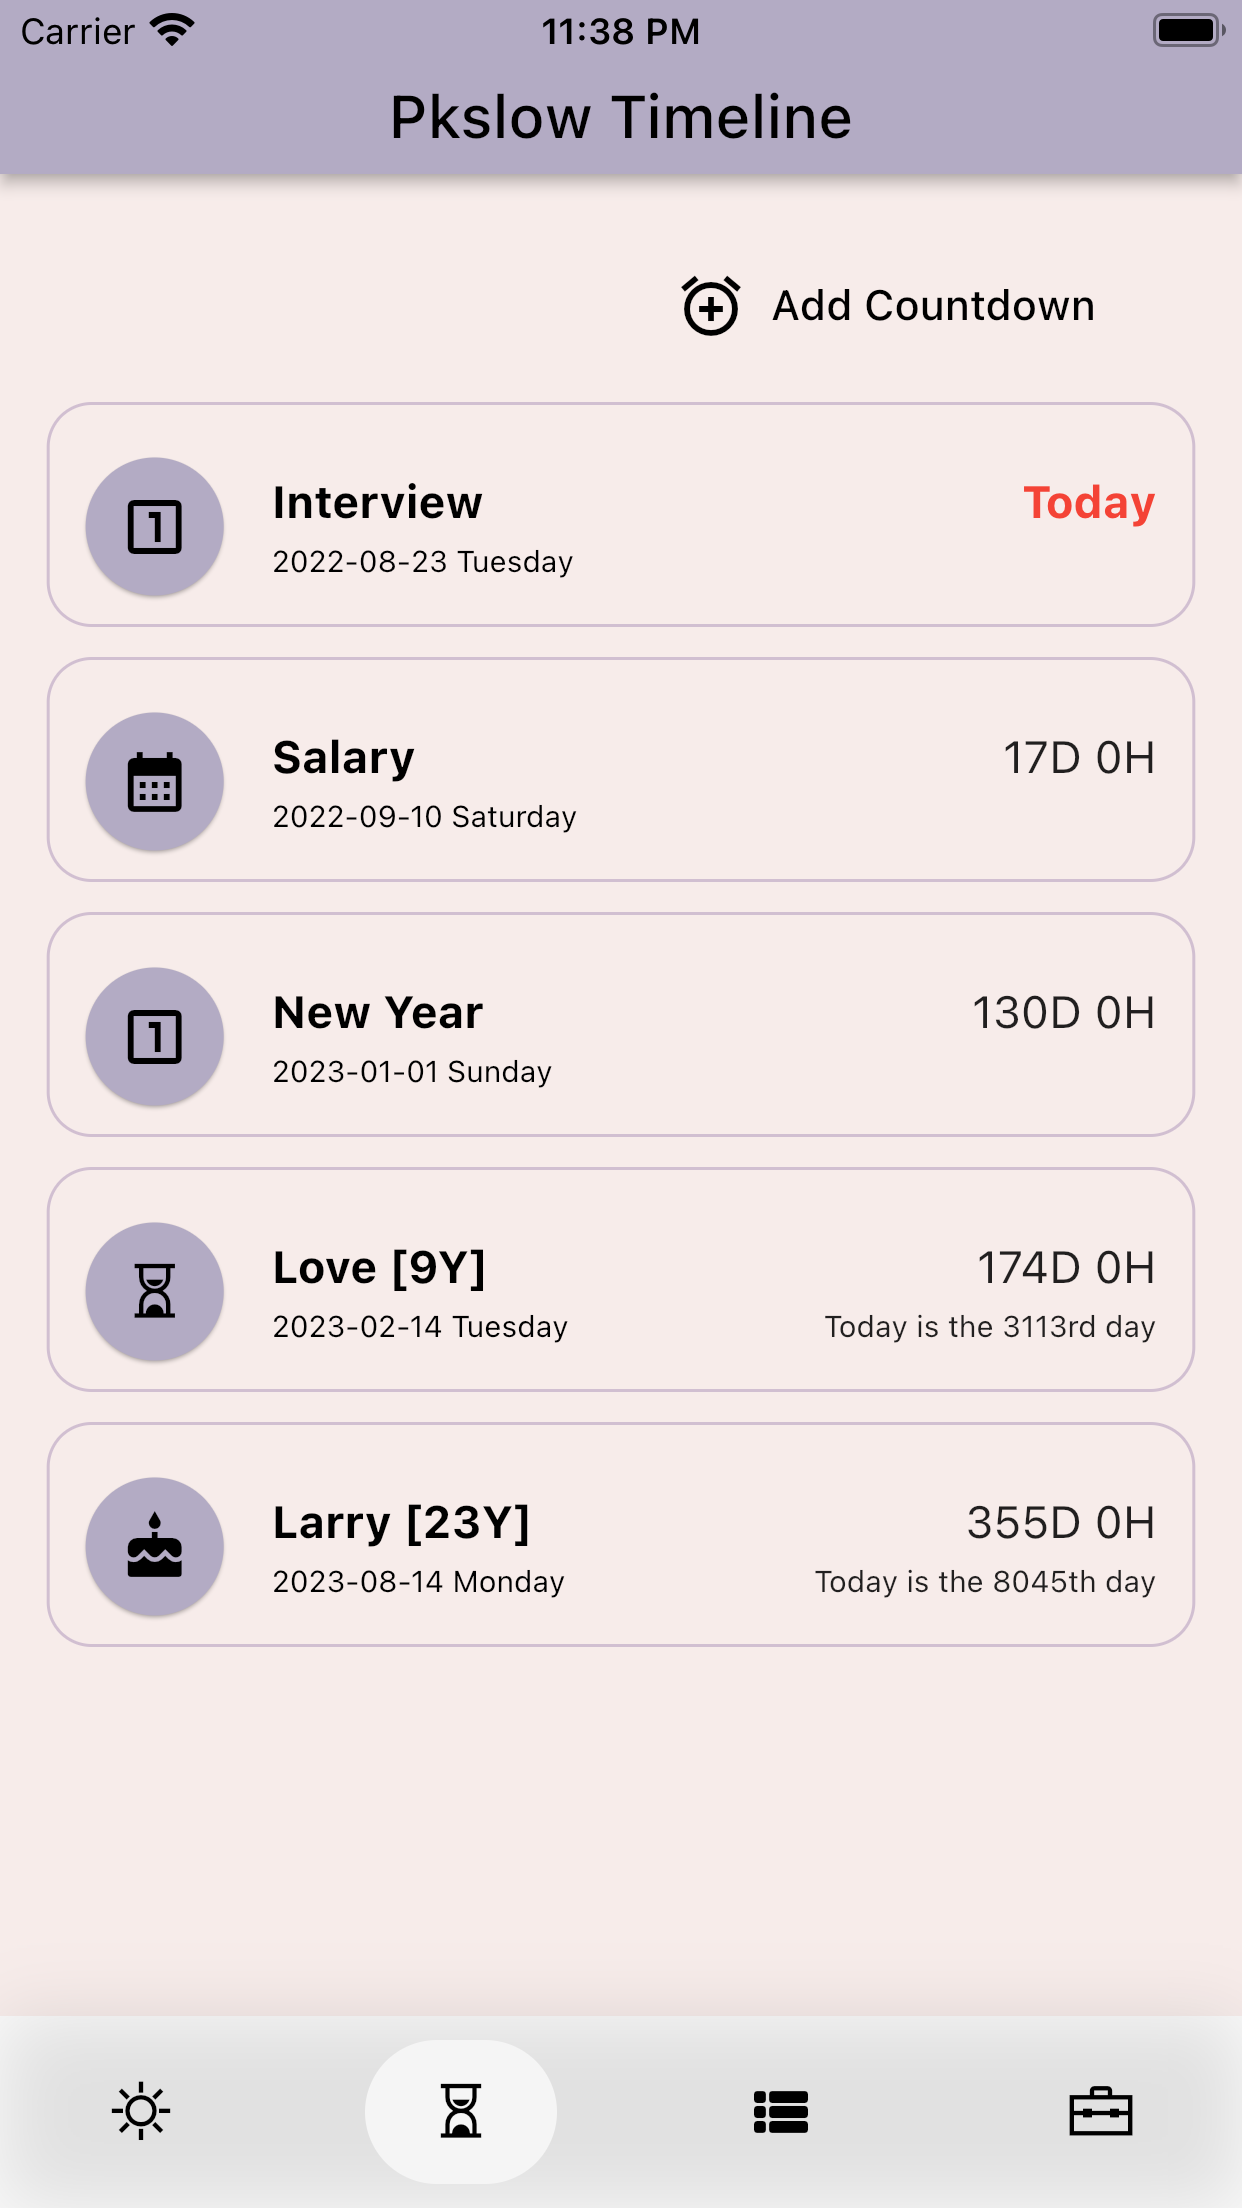 Carrier 11:38 PM
Pkslow Timeline
Add Countdown
1
Interview Today
2022-08-23 Tuesday
Salary 17D 0H
2022-09-10 Saturday
1
New Year 130D 0H
2023-01-01 Sunday
Love [9Y] 174D 0H
2023-02-14 Tuesday Today is the 3113rd day
Larry [23Y] 355D 0H
2023-08-14 Monday Today is the 8045th day